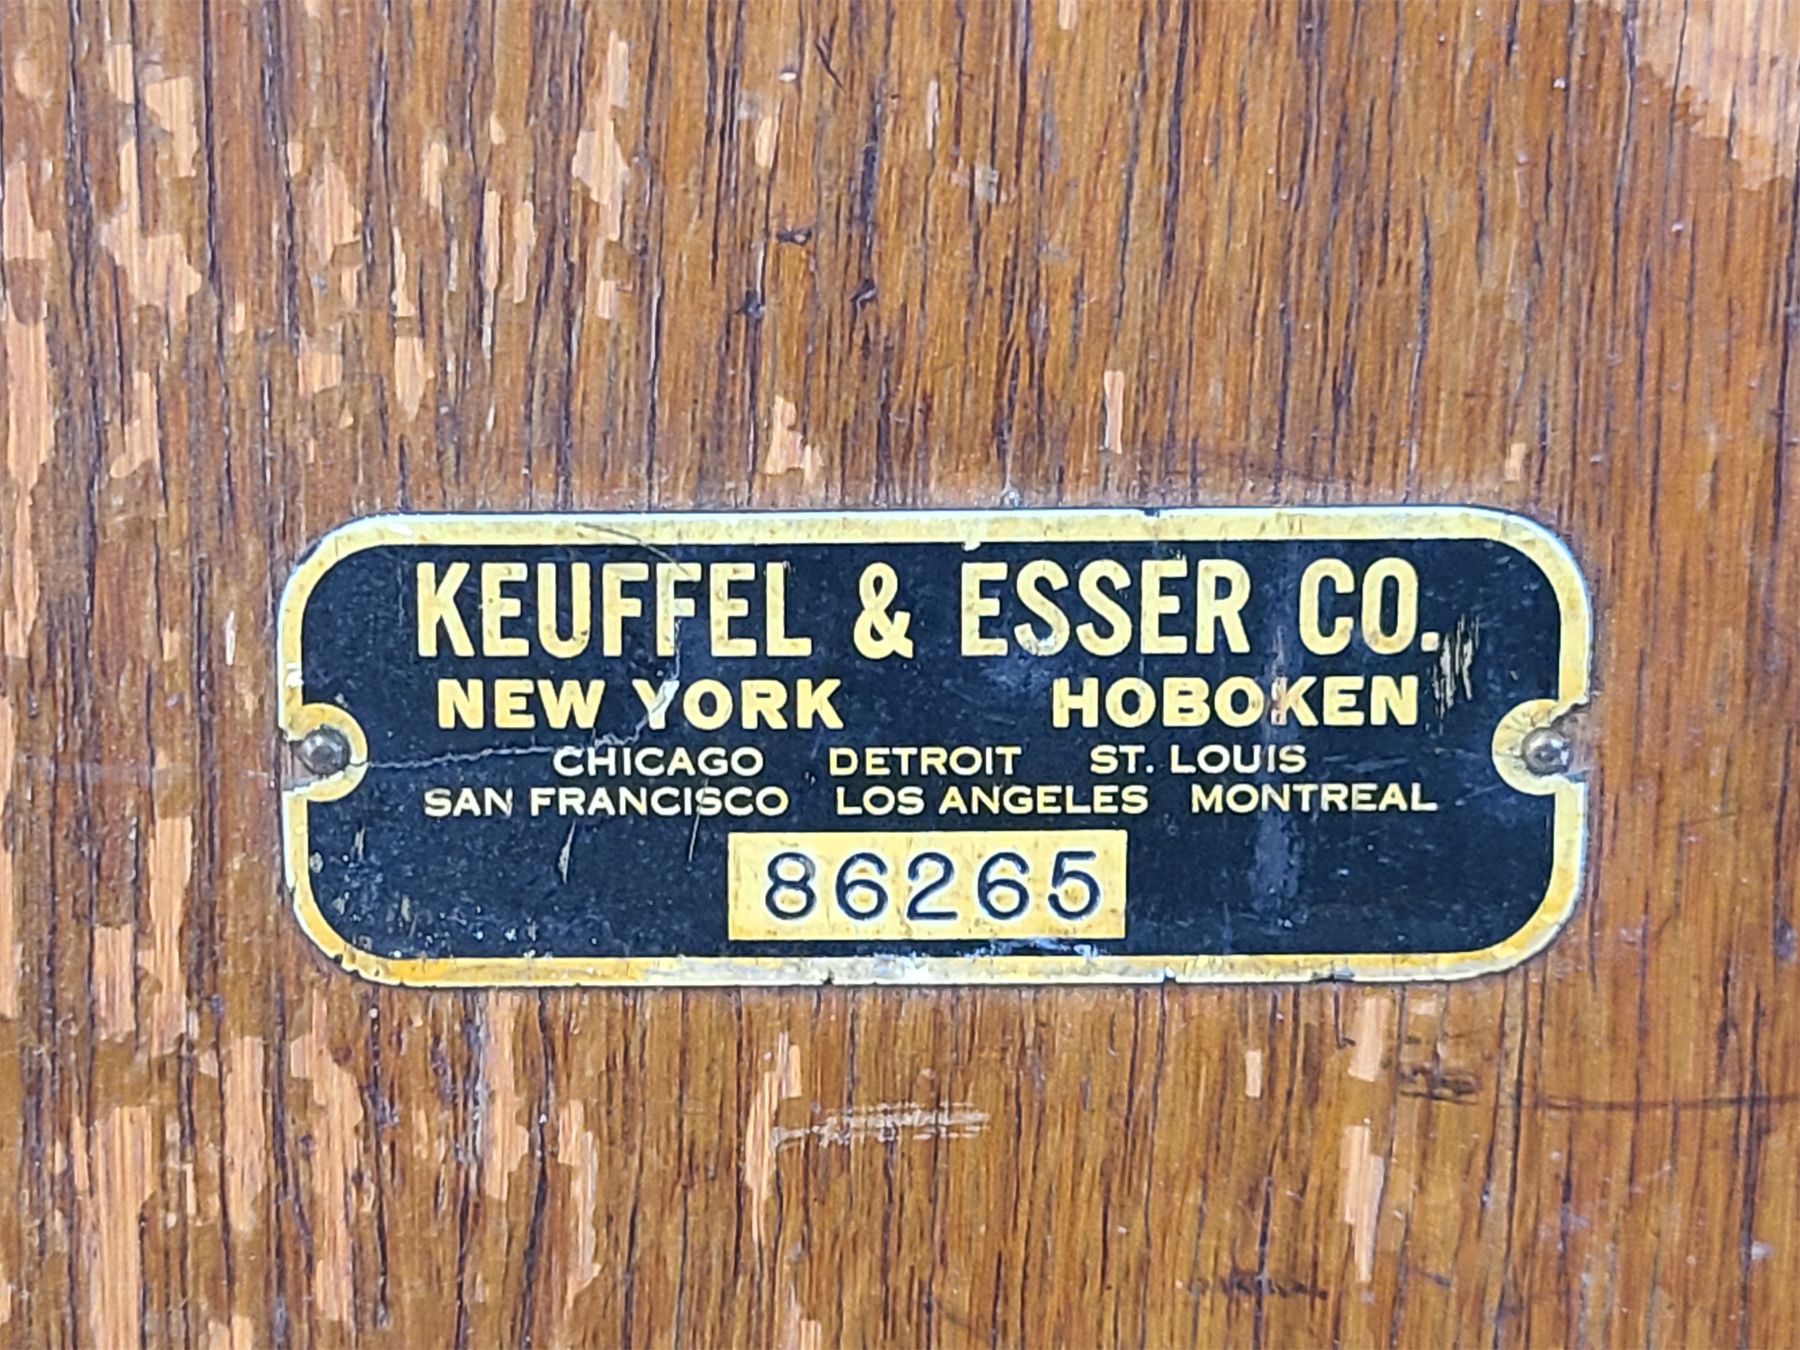 KEUFFEL & ESSER CO.
NEW YORK HOBOKEN
CHICAGO DETROIT ST. LOUIS
SAN FRANCISCO LOS ANGELES MONTREAL
86265